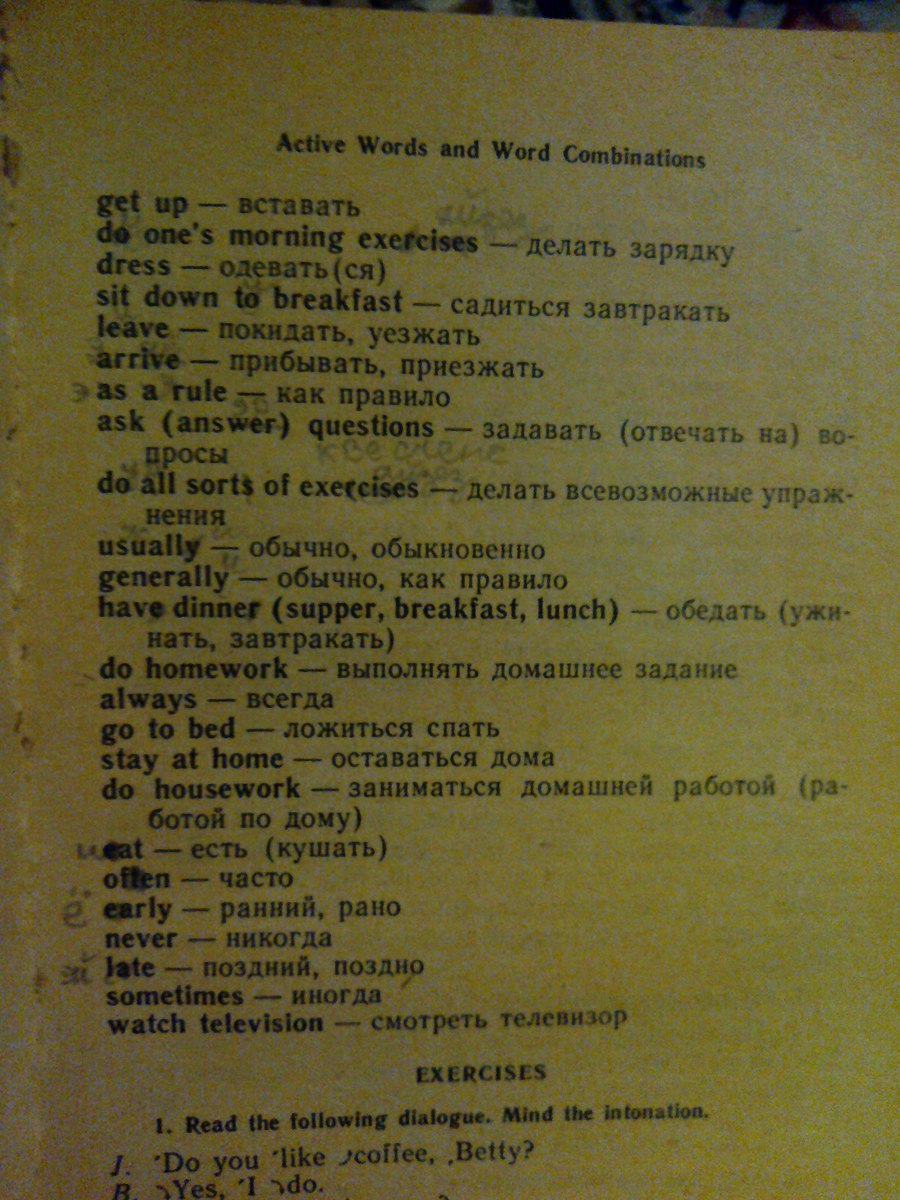 Active Words and Word Combinations
get up — вставать
do one's morning exercises — делать зарядку
dress — одевать(ся)
sit down to breakfast — садиться завтракать
leave — покидать, уезжать
arrive — прибывать, приезжать
as a rule — как правило
ask (answer) questions — задавать (отвечать на) во-
просы
do all sorts of exercises — делать всевозможные упраж-
нения
usually — обычно, обыкновенно
generally — обычно, как правило
have dinner (supper, breakfast, lunch) — обедать (ужи-
нать, завтракать)
do homework — выполнять домашнее задание
always — всегда
go to bed — ложиться спать
stay at home — оставаться дома
do housework — заниматься домашней работой (ра-
ботой по дому)
eat — есть (кушать)
often — часто
early — ранний, рано
never — никогда
late — поздний, поздно
sometimes — иногда
watch television — смотреть телевизор
EXERCISES
1. Read the following dialogue. Mind the intonation.
J. Do you like coffee, Betty?
B. Yes, I do.